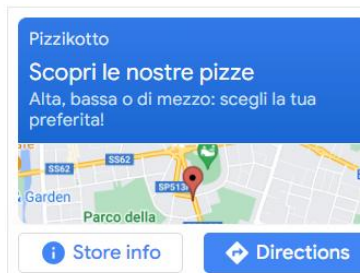 Pizzikotto
Scopri le nostre pizze
Alta, bassa o di mezzo: scegli la tua
preferita!
SS62
SS62
SP513
Garden
Parco della
Store info
Directions